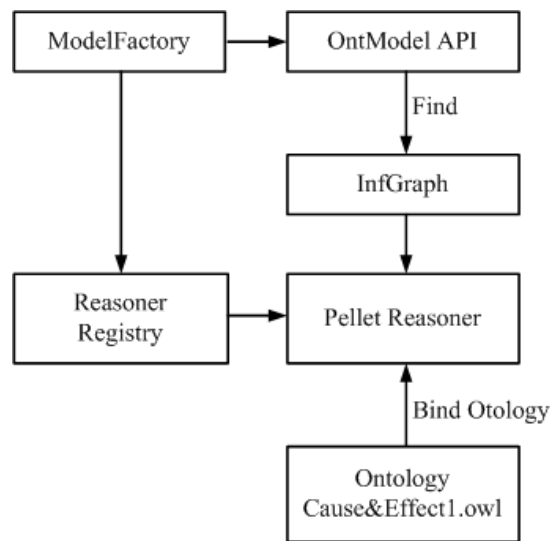 ModelFactory
OntModel API
Find
InfGraph
Reasoner
Registry
Pellet Reasoner
Bind Otology
Ontology
Cause&Effect1.owl